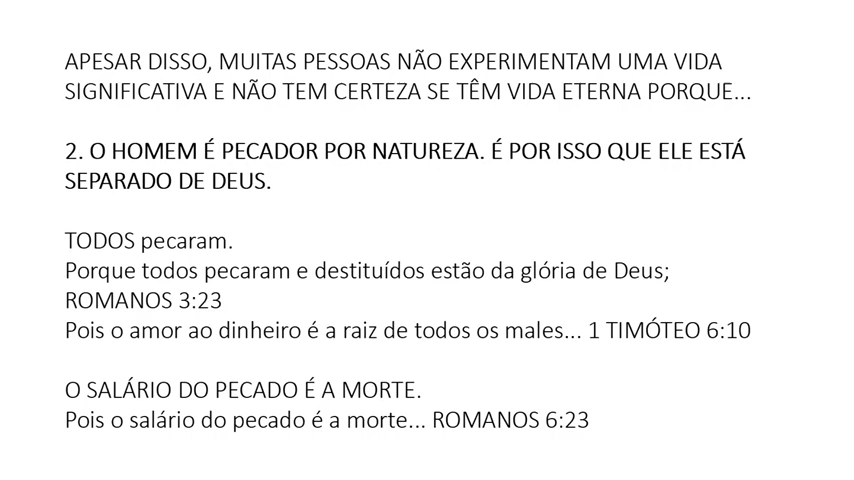 APESAR DISSO, MUITAS PESSOAS NÃO EXPERIMENTAM UMA VIDA
SIGNIFICATIVA E NÃO TEM CERTEZA SE TÊM VIDA ETERNA PORQUE...
2. O HOMEM É PECADOR POR NATUREZA. É POR ISSO QUE ELE ESTÁ
SEPARADO DE DEUS.
TODOS pecaram.
Porque todos pecaram e destituídos estão da glória de Deus;
ROMANOS 3:23
Pois o amor ao dinheiro é a raiz de todos os males... 1 TIMÓTEO 6:10
O SALÁRIO DO PECADO É A MORTE.
Pois o salário do pecado é a morte... ROMANOS 6:23